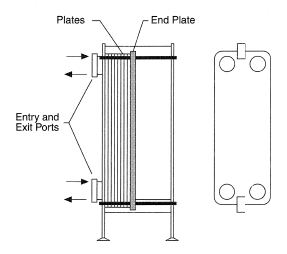 Plates
End Plate
Entry and
Exit Ports